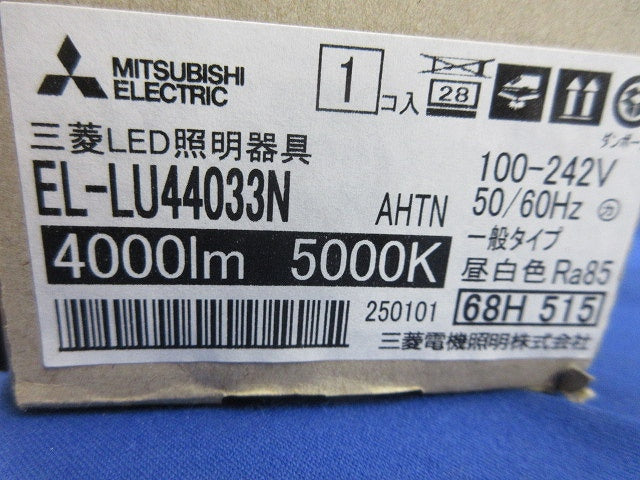 MITSUBISHI
ELECTRIC
1 コ入
28
ダンボー
三菱LED照明器具
EL-LU44033N AHTN
100-242V
50/60Hz カ
一般タイプ
4000lm 5000K
昼白色 Ra85
250101 68H 515
三菱電機照明株式会社